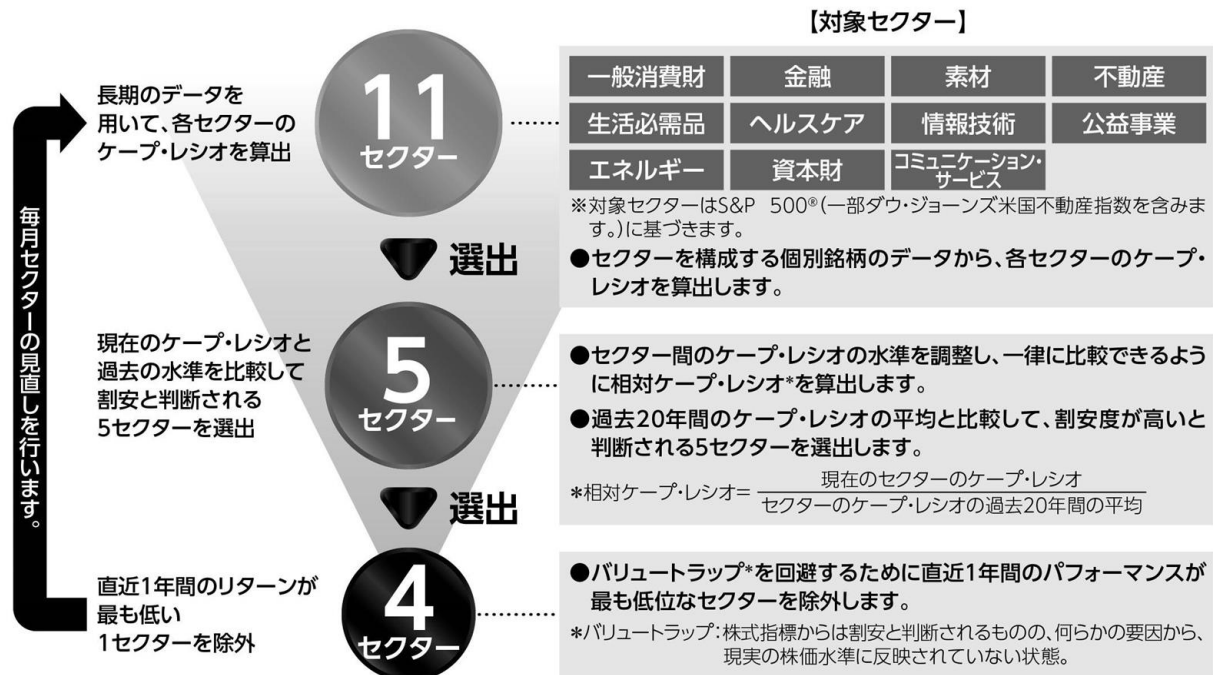 【対象セクター】
長期のデータを
用いて、各セクターの
ケープ・レシオを算出
11
セクター
一般消費財 金融 素材 不動産
生活必需品 ヘルスケア 情報技術 公益事業
エネルギー 資本財 コミュニケーション・
サービス
※対象セクターはS&P 500®(一部ダウ・ジョーンズ米国不動産指数を含みま
す。)に基づきます。
●セクターを構成する個別銘柄のデータから、各セクターのケープ・
レシオを算出します。
選出
毎月セクターの見直しを行います。
現在のケープ・レシオと
過去の水準を比較して
割安と判断される
5セクターを選出
5
セクター
●セクター間のケープ・レシオの水準を調整し、一律に比較できるよう
に相対ケープ・レシオ*を算出します。
●過去20年間のケープ・レシオの平均と比較して、割安度が高いと
判断される5セクターを選出します。
*相対ケープ・レシオ=
現在のセクターのケープ・レシオ
セクターのケープ・レシオの過去20年間の平均
選出
直近1年間のリターンが
最も低い
1セクターを除外
4
セクター
●バリュートラップ*を回避するために直近1年間のパフォーマンスが
最も低位なセクターを除外します。
*バリュートラップ:株式指標からは割安と判断されるものの、何らかの要因から、
現実の株価水準に反映されていない状態。